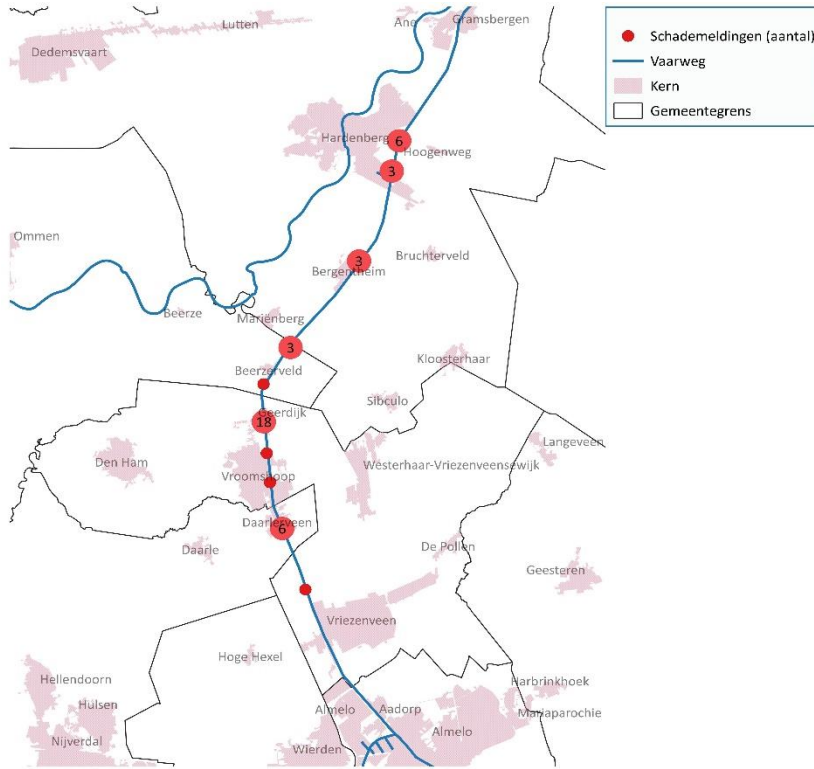 Schademeldingen (aantal)
Vaarweg
Kern
Gemeentegrens
Ane
Gramsbergen
Lutten
Dedemsvaart
Hardenberg
6
Hoogenweg
3
Ommen
Bruchterveld
3
Bergentheim
Beerze
Mariënberg
3
Kloosterhaar
Beerzerveld
Sibculo
Geerdijk
18
Langeveen
Den Ham
Westerhaar-Vriezenveensewijk
Vroomshoop
Daarlerveen
6
Daarle
De Pollen
Geesteren
Vriezenveen
Hoge Hexel
Hellendoorn
Harbrinkhoek
Hulsen
Almelo
Aadorp
Mariaparochie
Nijverdal
Wierden
Almelo